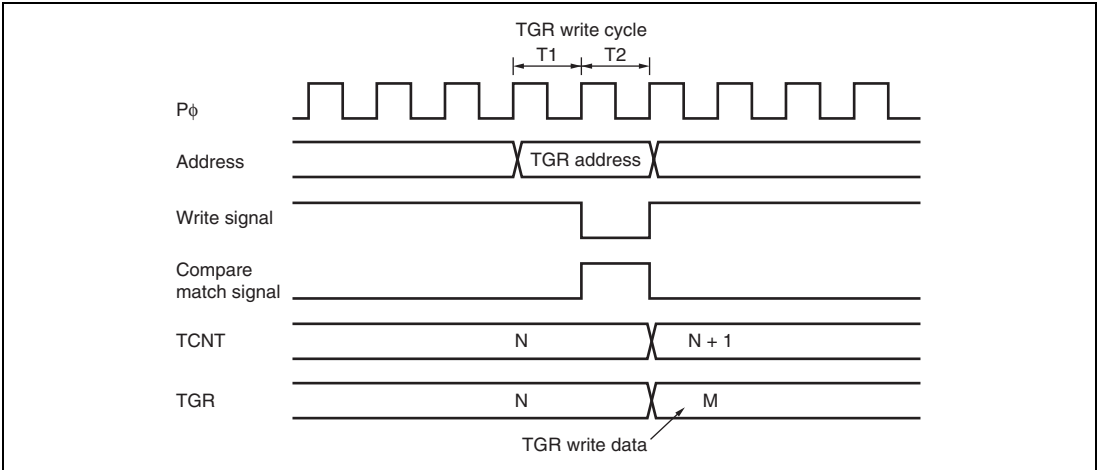 TGR write cycle
T1 T2
Pϕ
Address TGR address
Write signal
Compare
match signal
TCNT N N + 1
TGR N M
TGR write data